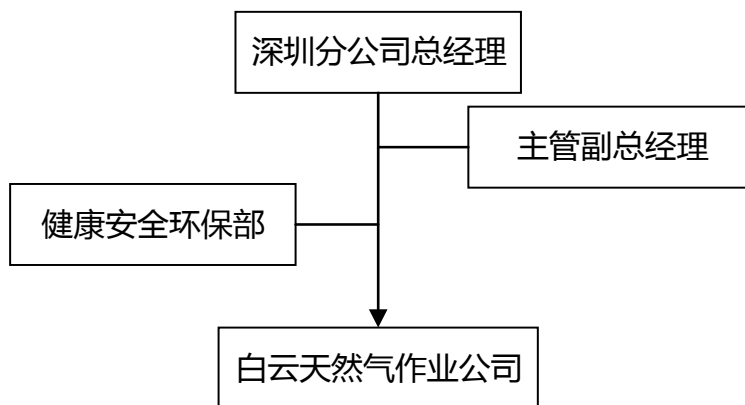 深圳分公司总经理
主管副总经理
健康安全环保部
白云天然气作业公司